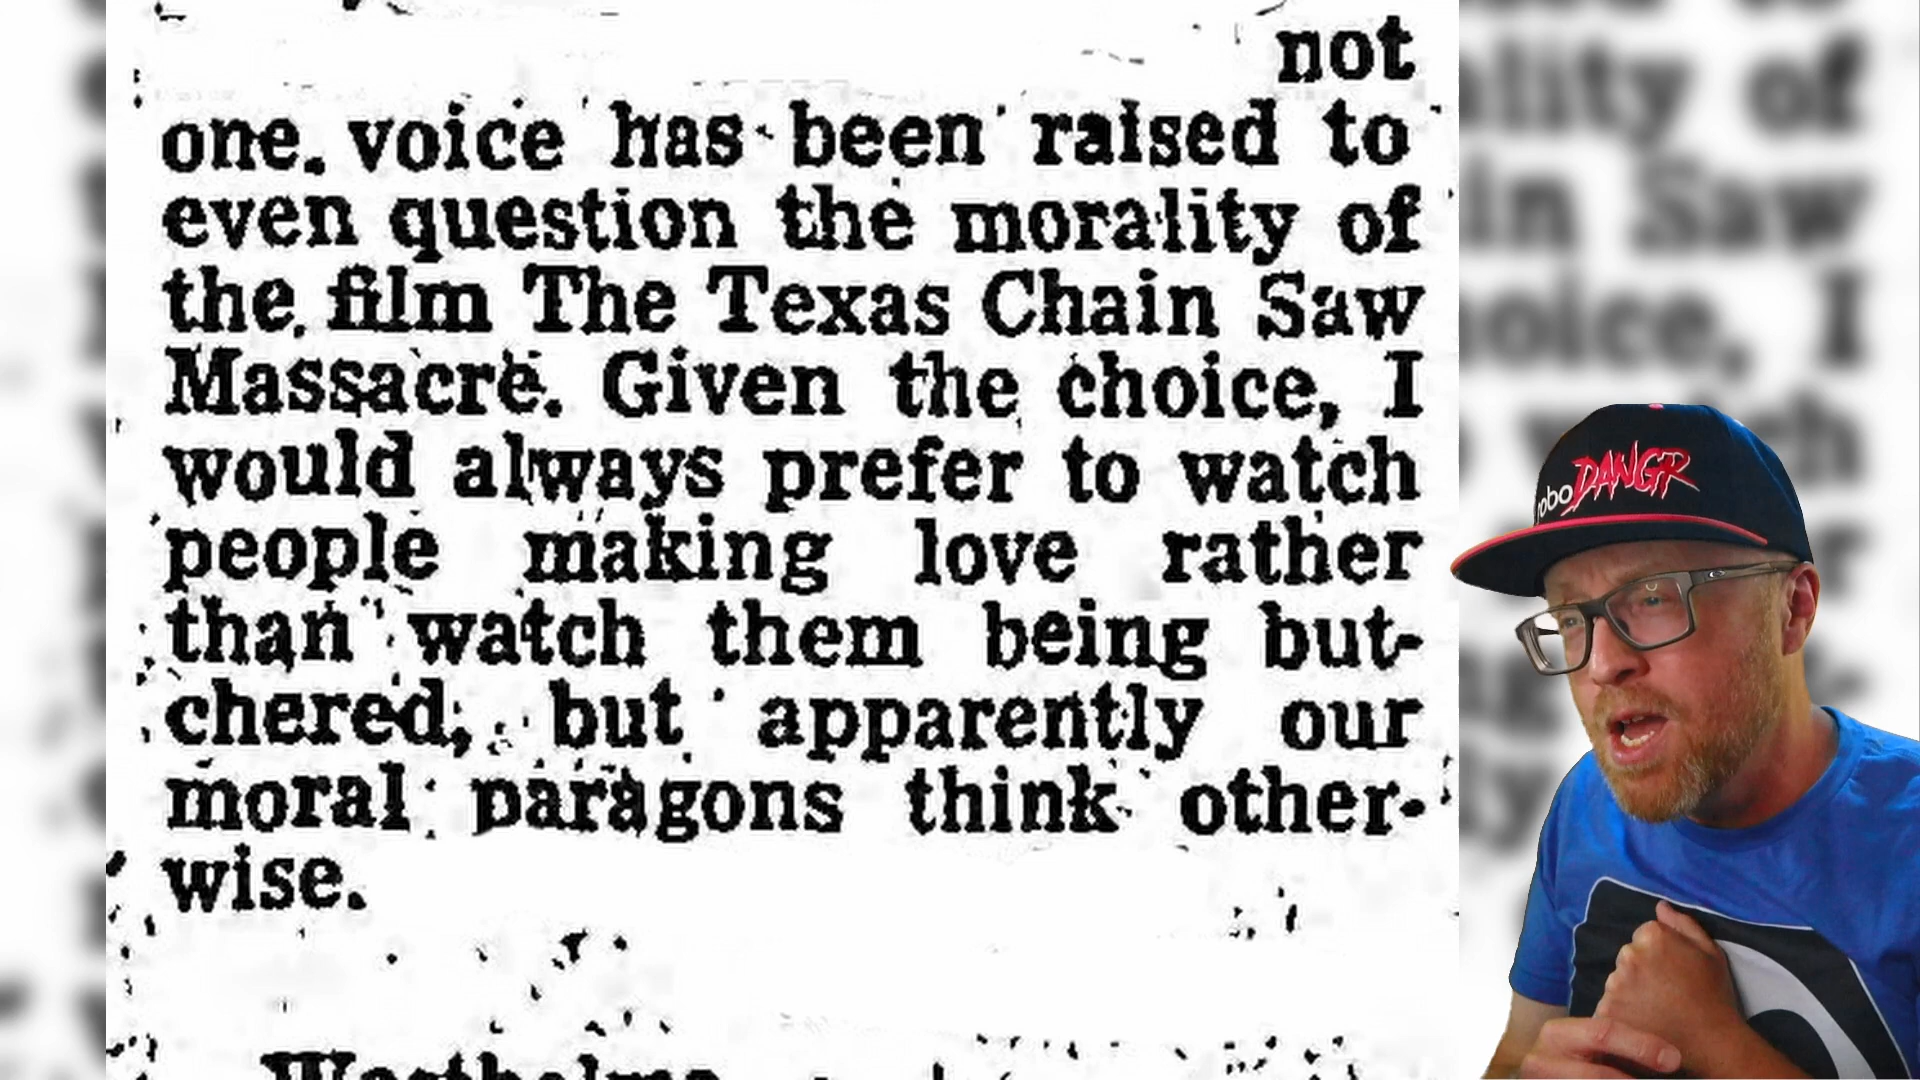 not
one. voice has been raised to
even question the morality of
the film The Texas Chain Saw
Massacre. Given the choice, I
would always prefer to watch
people making love rather
than watch them being but-
chered, but apparently our
moral paragons think other-
wise.
roboDANGR